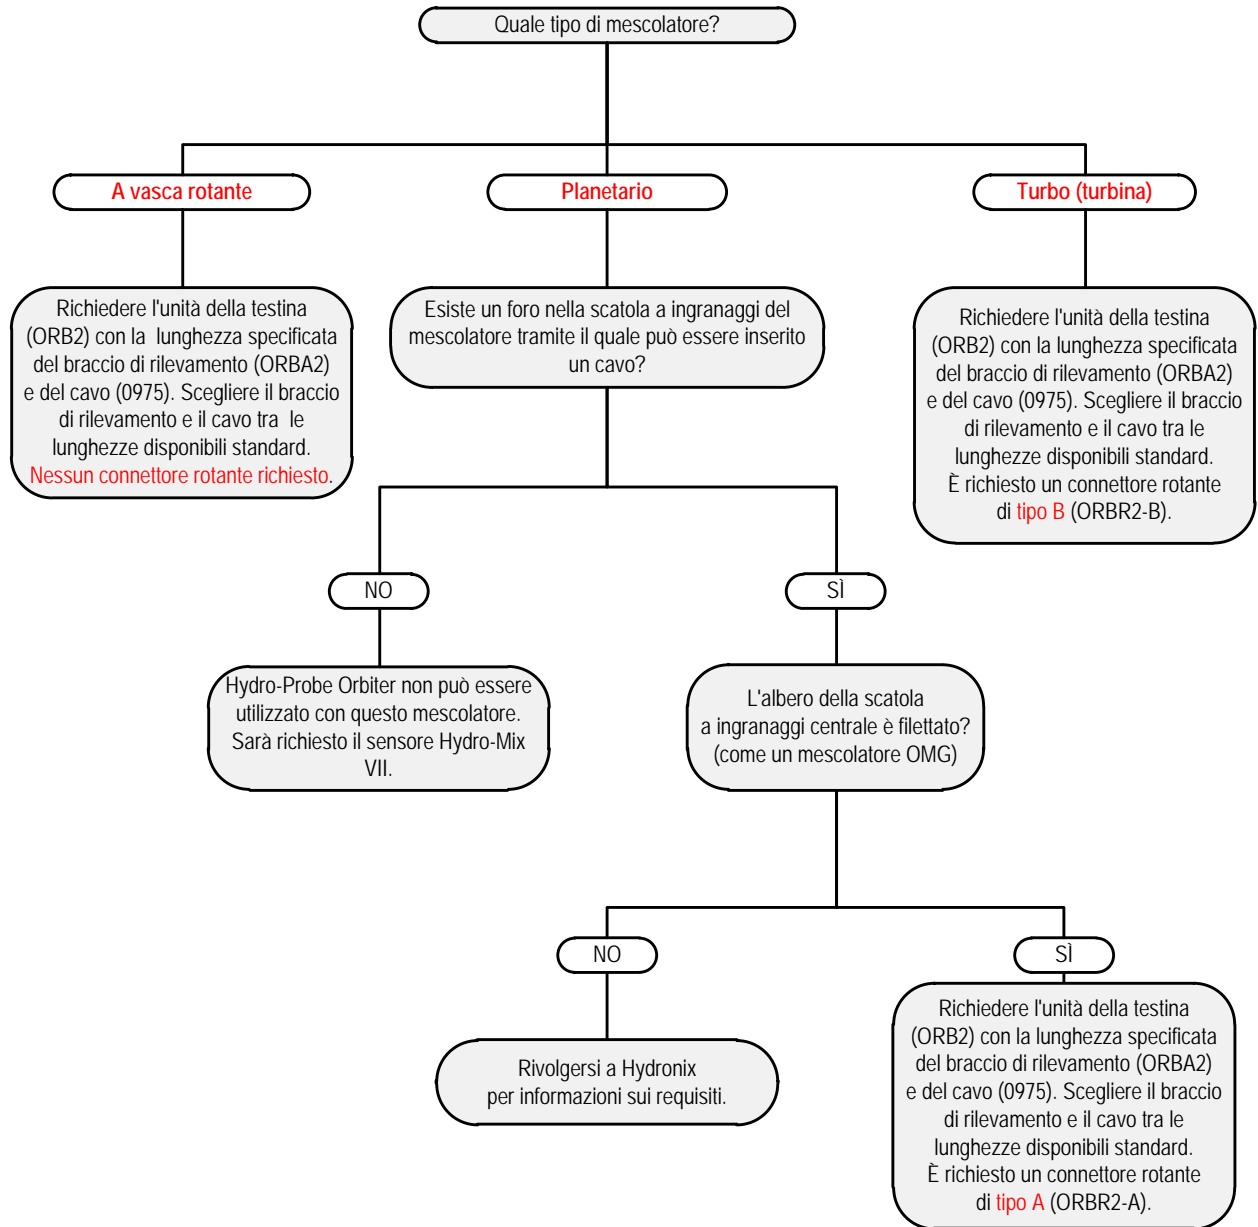 Quale tipo di mescolatore?
A vasca rotante
Planetario
Turbo (turbina)
Richiedere l'unità della testina
(ORB2) con la lunghezza specificata
del braccio di rilevamento (ORBA2)
e del cavo (0975). Scegliere il braccio
di rilevamento e il cavo tra le
lunghezze disponibili standard.
Nessun connettore rotante richiesto.
Esiste un foro nella scatola a ingranaggi del
mescolatore tramite il quale può essere inserito
un cavo?
Richiedere l'unità della testina
(ORB2) con la lunghezza specificata
del braccio di rilevamento (ORBA2)
e del cavo (0975). Scegliere il braccio
di rilevamento e il cavo tra le
lunghezze disponibili standard.
È richiesto un connettore rotante
di tipo B (ORBR2-B).
NO
SÌ
Hydro-Probe Orbiter non può essere
utilizzato con questo mescolatore.
Sarà richiesto il sensore Hydro-Mix
VII.
L'albero della scatola
a ingranaggi centrale è filettato?
(come un mescolatore OMG)
NO
SÌ
Rivolgersi a Hydronix
per informazioni sui requisiti.
Richiedere l'unità della testina
(ORB2) con la lunghezza specificata
del braccio di rilevamento (ORBA2)
e del cavo (0975). Scegliere il braccio
di rilevamento e il cavo tra le
lunghezze disponibili standard.
È richiesto un connettore rotante
di tipo A (ORBR2-A).